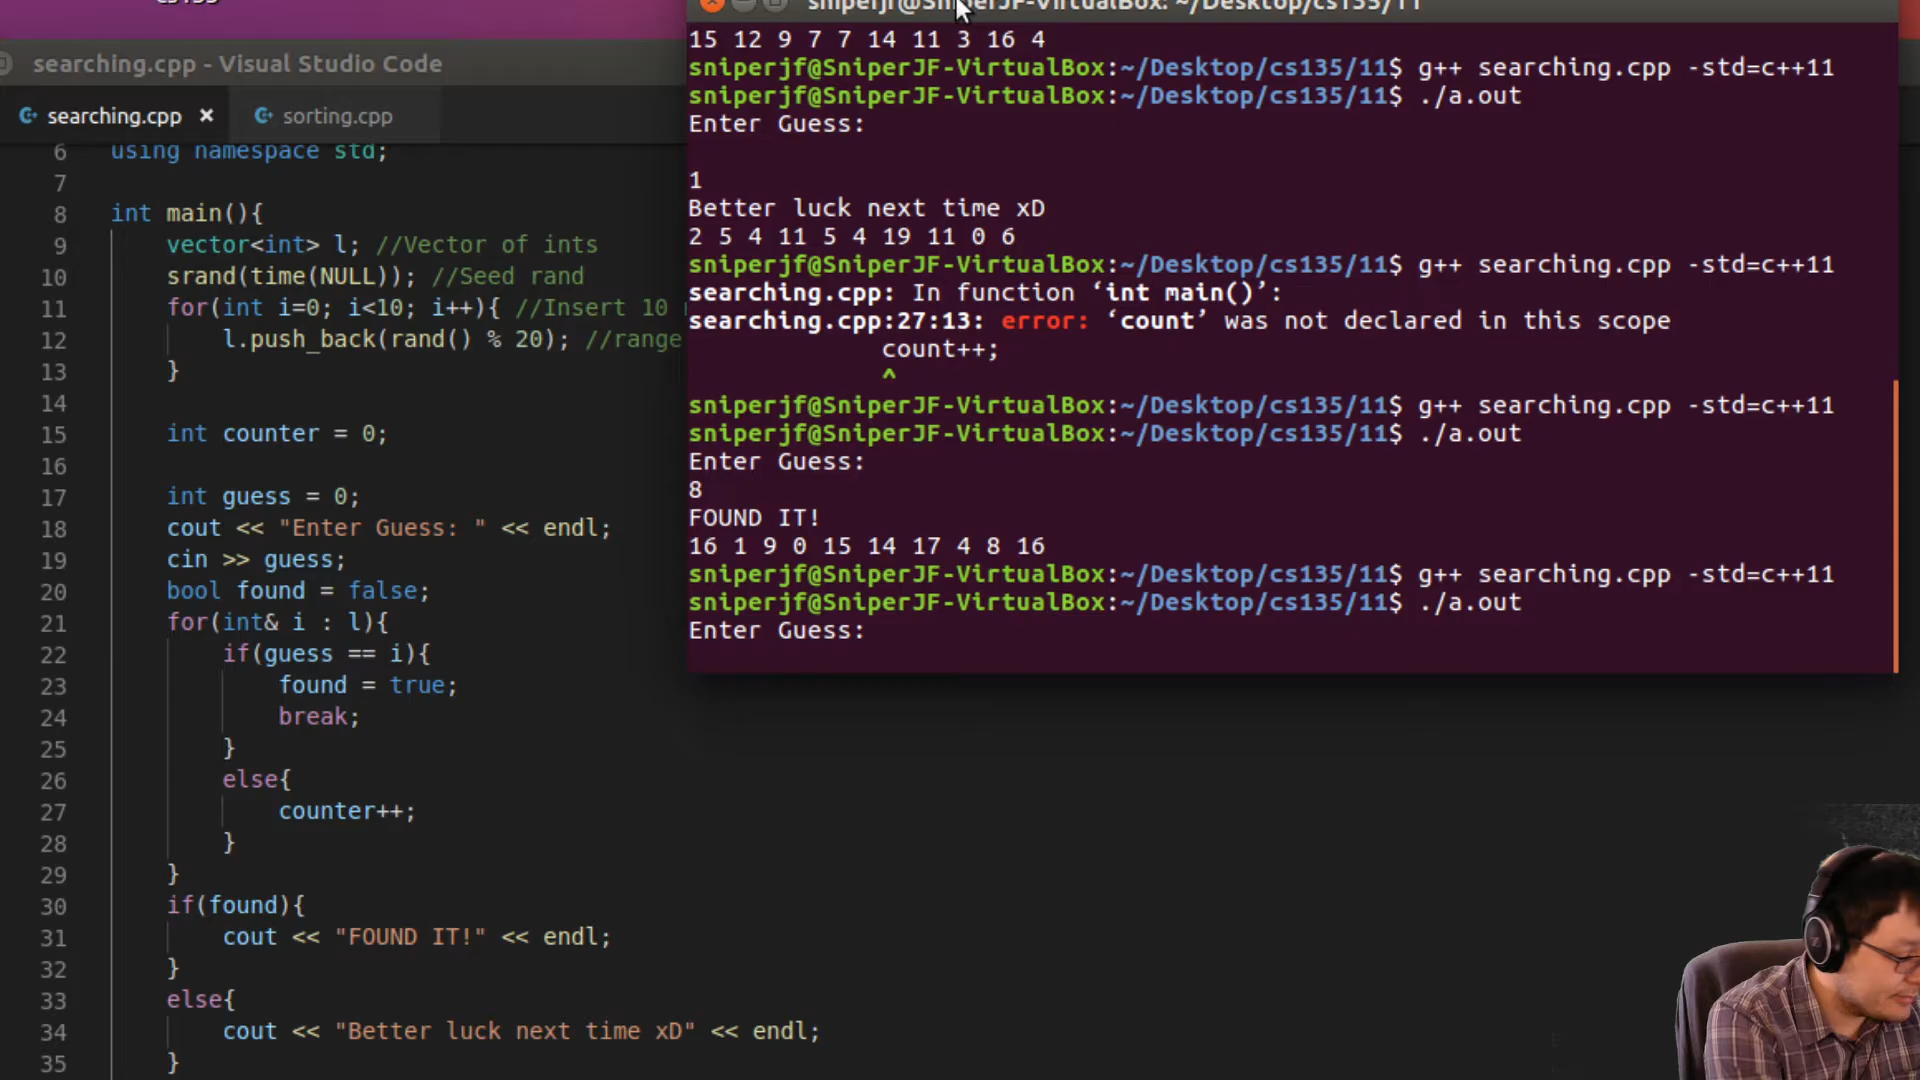 cs135
searching.cpp - Visual Studio Code
searching.cpp × sorting.cpp
6 using namespace std;
7
8 int main(){
9 vector<int> l; //Vector of ints
10 srand(time(NULL)); //Seed rand
11 for(int i=0; i<10; i++){ //Insert 10
12 l.push_back(rand() % 20); //range
13 }
14
15 int counter = 0;
16
17 int guess = 0;
18 cout << "Enter Guess: " << endl;
19 cin >> guess;
20 bool found = false;
21 for(int& i : l){
22 if(guess == i){
23 found = true;
24 break;
25 }
26 else{
27 counter++;
28 }
29 }
30 if(found){
31 cout << "FOUND IT!" << endl;
32 }
33 else{
34 cout << "Better luck next time xD" << endl;
35 }
sniperjf@SniperJF-VirtualBox: ~/Desktop/cs135/11
15 12 9 7 7 14 11 3 16 4
sniperjf@SniperJF-VirtualBox:~/Desktop/cs135/11$ g++ searching.cpp -std=c++11
sniperjf@SniperJF-VirtualBox:~/Desktop/cs135/11$ ./a.out
Enter Guess:
1
Better luck next time xD
2 5 4 11 5 4 19 11 0 6
sniperjf@SniperJF-VirtualBox:~/Desktop/cs135/11$ g++ searching.cpp -std=c++11
searching.cpp: In function ‘int main()’:
searching.cpp:27:13: error: ‘count’ was not declared in this scope
count++;
^
sniperjf@SniperJF-VirtualBox:~/Desktop/cs135/11$ g++ searching.cpp -std=c++11
sniperjf@SniperJF-VirtualBox:~/Desktop/cs135/11$ ./a.out
Enter Guess:
8
FOUND IT!
16 1 9 0 15 14 17 4 8 16
sniperjf@SniperJF-VirtualBox:~/Desktop/cs135/11$ g++ searching.cpp -std=c++11
sniperjf@SniperJF-VirtualBox:~/Desktop/cs135/11$ ./a.out
Enter Guess: